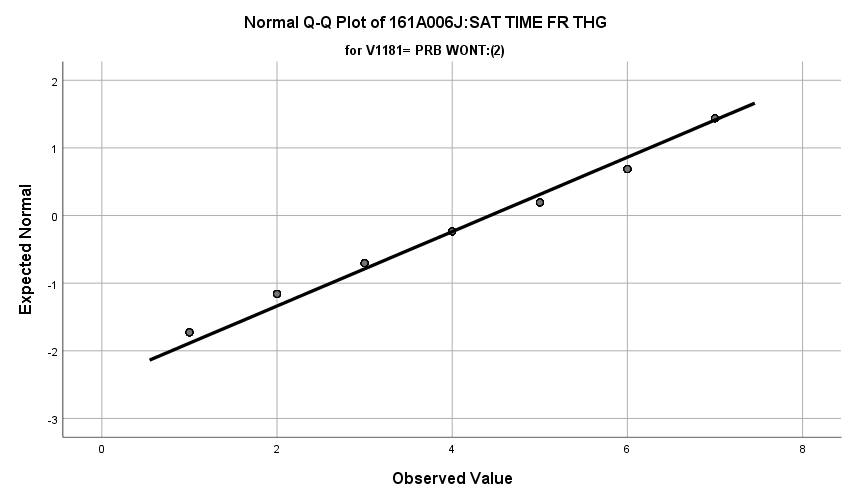 Normal Q-Q Plot of 161A006J:SAT TIME FR THG
for V1181= PRB WONT:(2)
Expected Normal
2
1
0
-1
-2
-3
0 2 4 6 8
Observed Value